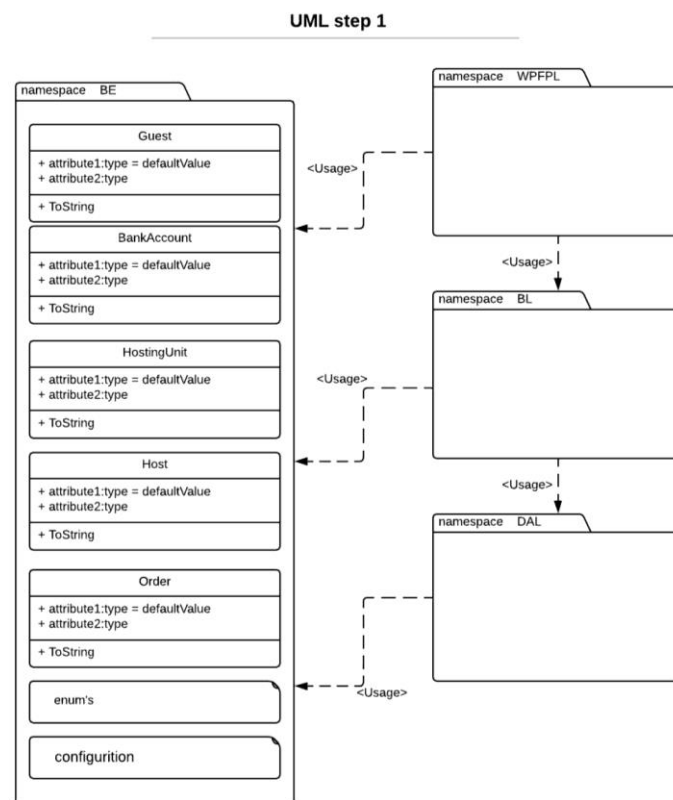 UML step 1
namespace BE
Guest
+ attribute1:type = defaultValue
+ attribute2:type
+ ToString
BankAccount
+ attribute1:type = defaultValue
+ attribute2:type
+ ToString
HostingUnit
+ attribute1:type = defaultValue
+ attribute2:type
+ ToString
Host
+ attribute1:type = defaultValue
+ attribute2:type
+ ToString
Order
+ attribute1:type = defaultValue
+ attribute2:type
+ ToString
enum's
configurition
<Usage>
<Usage>
<Usage>
namespace WPFPL
<Usage>
namespace BL
<Usage>
namespace DAL